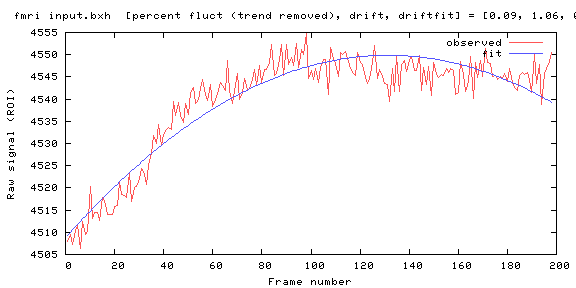 fmri input.bxh [percent fluct (trend removed), drift, driftfit] = [0.09, 1.06, 0
observed
fit
Raw signal (ROI)
4555
4550
4545
4540
4535
4530
4525
4520
4515
4510
4505
0 20 40 60 80 100 120 140 160 180 200
Frame number